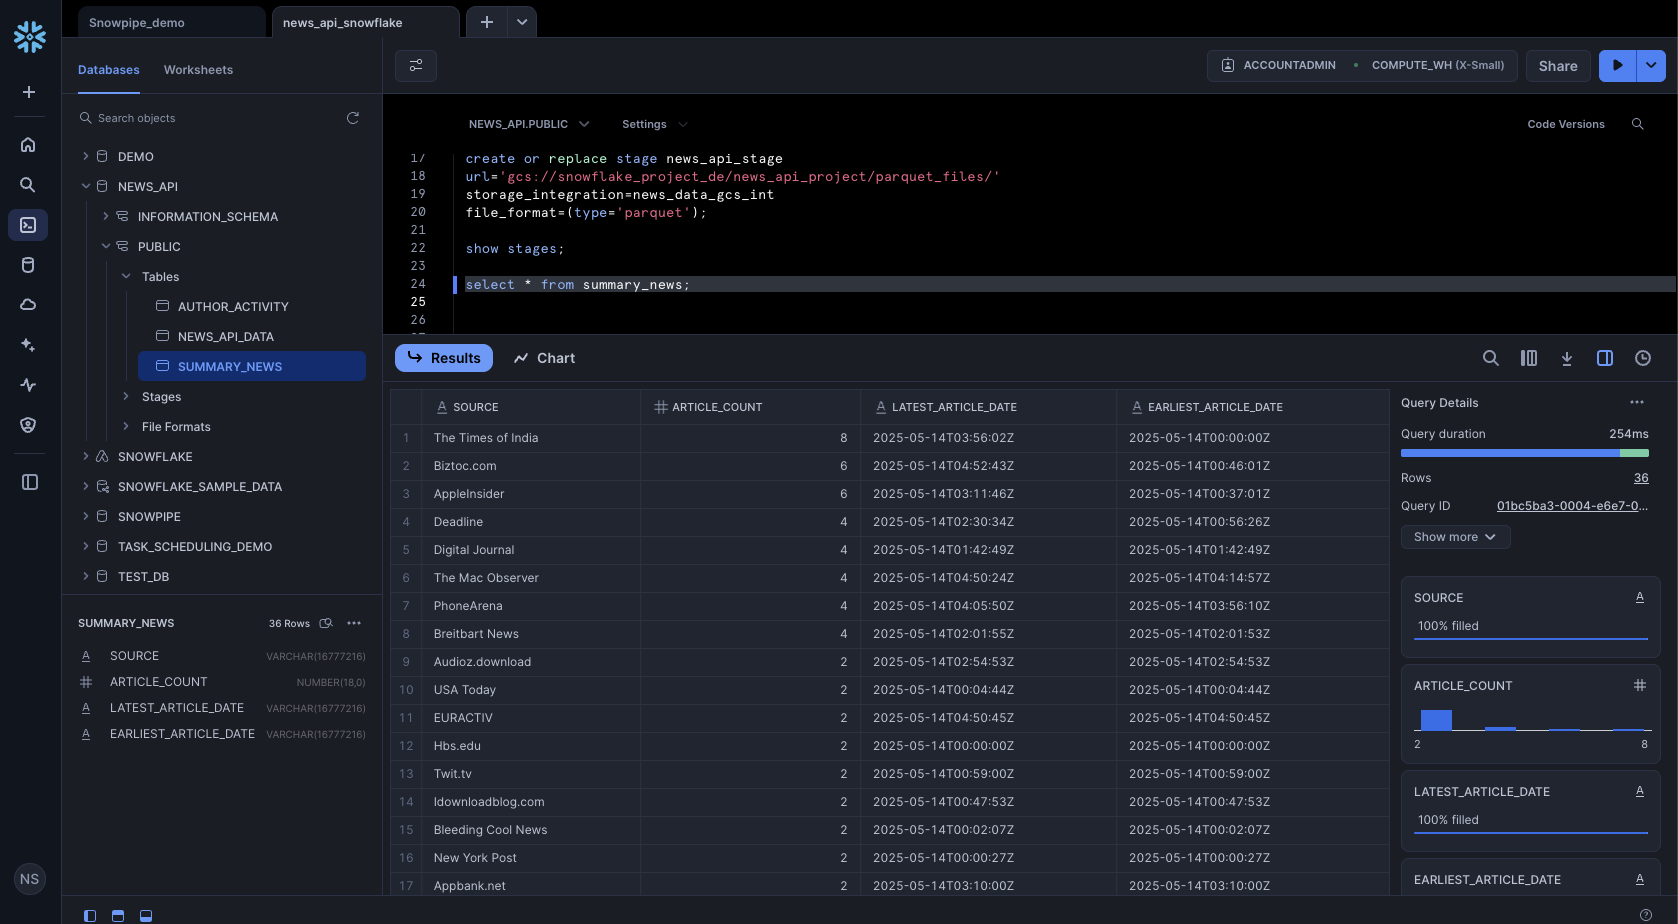 Snowpipe_demo
news_api_snowflake
Databases
Worksheets
ACCOUNTADMIN
COMPUTE_WH (X-Small)
Share
Search objects
DEMO
NEWS_API
INFORMATION_SCHEMA
PUBLIC
Tables
AUTHOR_ACTIVITY
NEWS_API_DATA
SUMMARY_NEWS
Stages
File Formats
SNOWFLAKE
SNOWFLAKE_SAMPLE_DATA
SNOWPIPE
TASK_SCHEDULING_DEMO
TEST_DB
SUMMARY_NEWS 36 Rows
A SOURCE VARCHAR(16777216)
# ARTICLE_COUNT NUMBER(18,0)
A LATEST_ARTICLE_DATE VARCHAR(16777216)
A EARLIEST_ARTICLE_DATE VARCHAR(16777216)
NS
NEWS_API.PUBLIC Settings Code Versions
17 create or replace stage news_api_stage
18 url='gcs://snowflake_project_de/news_api_project/parquet_files/'
19 storage_integration=news_data_gcs_int
20 file_format=(type='parquet');
21
22 show stages;
23
24 select * from summary_news;
25
26
Results Chart
A SOURCE # ARTICLE_COUNT A LATEST_ARTICLE_DATE A EARLIEST_ARTICLE_DATE
1 The Times of India 8 2025-05-14T03:56:02Z 2025-05-14T00:00:00Z
2 Biztoc.com 6 2025-05-14T04:52:43Z 2025-05-14T00:46:01Z
3 AppleInsider 6 2025-05-14T03:11:46Z 2025-05-14T00:37:01Z
4 Deadline 4 2025-05-14T02:30:34Z 2025-05-14T00:56:26Z
5 Digital Journal 4 2025-05-14T01:42:49Z 2025-05-14T01:42:49Z
6 The Mac Observer 4 2025-05-14T04:50:24Z 2025-05-14T04:14:57Z
7 PhoneArena 4 2025-05-14T04:05:50Z 2025-05-14T03:56:10Z
8 Breitbart News 4 2025-05-14T02:01:55Z 2025-05-14T02:01:53Z
9 Audioz.download 2 2025-05-14T02:54:53Z 2025-05-14T02:54:53Z
10 USA Today 2 2025-05-14T00:04:44Z 2025-05-14T00:04:44Z
11 EURACTIV 2 2025-05-14T04:50:45Z 2025-05-14T04:50:45Z
12 Hbs.edu 2 2025-05-14T00:00:00Z 2025-05-14T00:00:00Z
13 Twit.tv 2 2025-05-14T00:59:00Z 2025-05-14T00:59:00Z
14 Idownloadblog.com 2 2025-05-14T00:47:53Z 2025-05-14T00:47:53Z
15 Bleeding Cool News 2 2025-05-14T00:02:07Z 2025-05-14T00:02:07Z
16 New York Post 2 2025-05-14T00:00:27Z 2025-05-14T00:00:27Z
17 Appbank.net 2 2025-05-14T03:10:00Z 2025-05-14T03:10:00Z
Query Details
Query duration 254ms
Rows 36
Query ID 01bc5ba3-0004-e6e7-0...
Show more
SOURCE A
100% filled
ARTICLE_COUNT #
2 8
LATEST_ARTICLE_DATE A
100% filled
EARLIEST_ARTICLE_DATE A